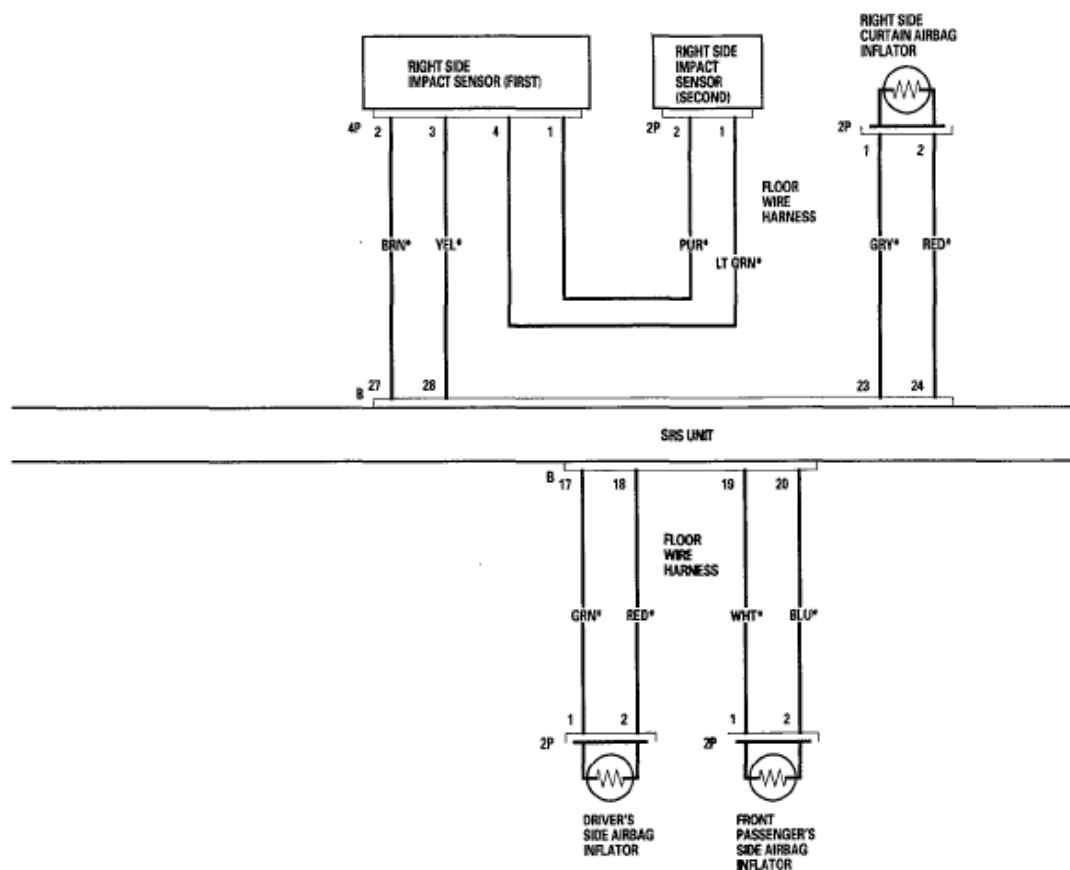 RIGHT SIDE
CURTAIN AIRBAG
INFLATOR
RIGHT SIDE
IMPACT SENSOR (FIRST)
RIGHT SIDE
IMPACT
SENSOR
(SECOND)
4P 2 3 4 1
2P 2 1
2P
1 2
FLOOR
WIRE
HARNESS
BRN* YEL* PUR* GRY* RED*
LT GRN*
B 27 28 23 24
SRS UNIT
B 17 18 19 20
FLOOR
WIRE
HARNESS
GRN* RED* WHT* BLU*
1 2 1 2
2P 2P
DRIVER'S
SIDE AIRBAG
INFLATOR
FRONT
PASSENGER'S
SIDE AIRBAG
INFLATOR